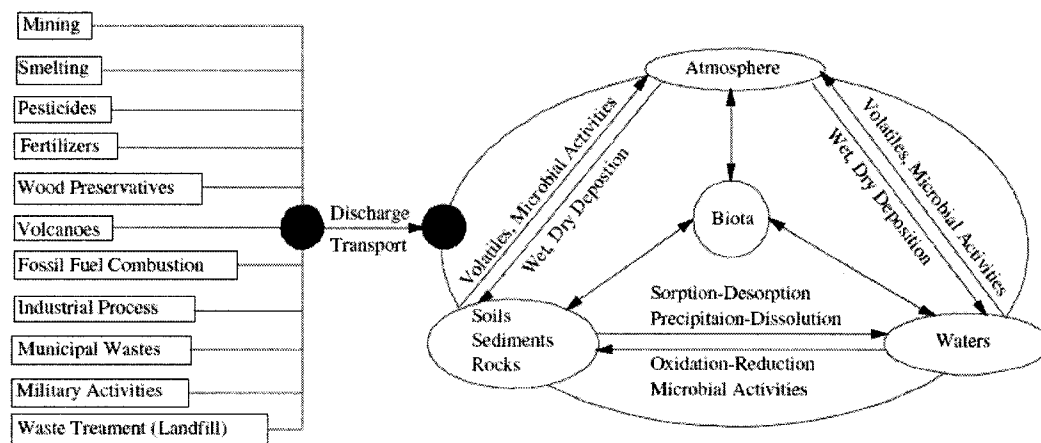 Mining
Smelting
Pesticides
Fertilizers
Wood Preservatives
Volcanoes
Fossil Fuel Combustion
Industrial Process
Municipal Wastes
Military Activities
Waste Treament (Landfill)
Discharge
Transport
Atmosphere
Volatiles, Microbial Activities
Wet, Dry Depostion
Volatiles, Microbial Activities
Wet, Dry Deposition
Biota
Soils
Sediments
Rocks
Sorption-Desorption
Precipitaion-Dissolution
Oxidation-Reduction
Microbial Activities
Waters